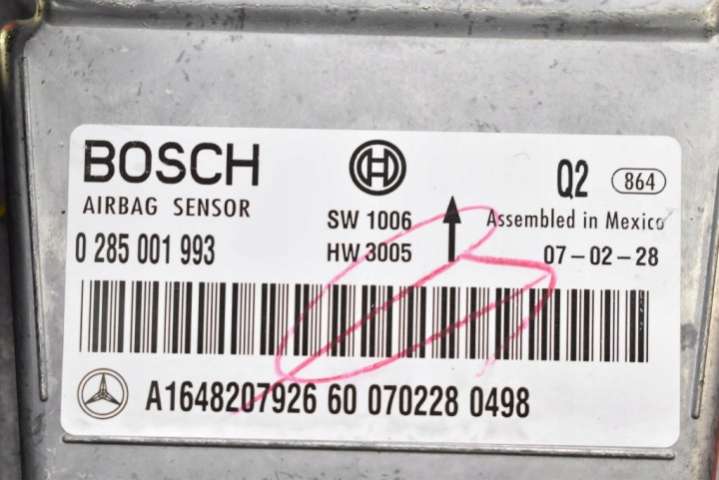 BOSCH
AIRBAG SENSOR
0 285 001 993
SW 1006
HW 3005
Q2 864
Assembled in Mexico
07-02-28
A1648207926 60 070228 0498